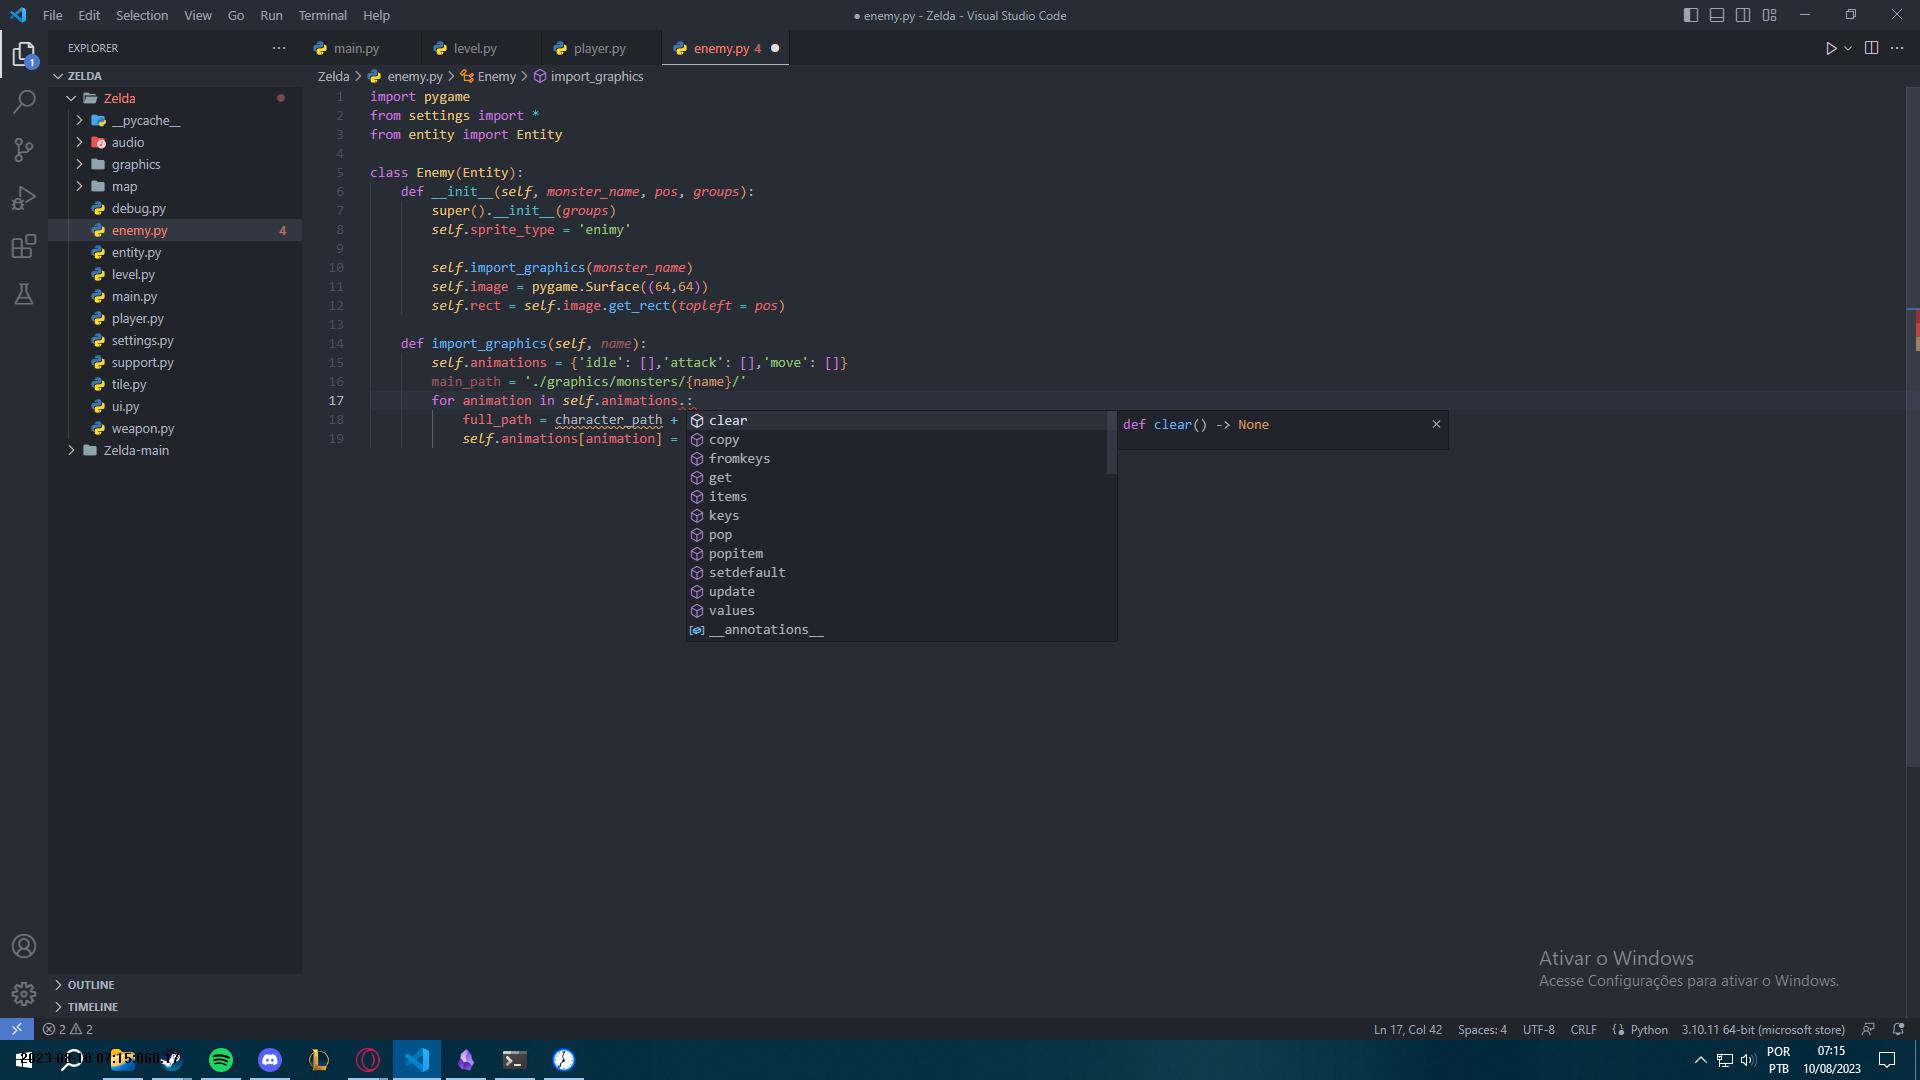 File Edit Selection View Go Run Terminal Help
● enemy.py - Zelda - Visual Studio Code
EXPLORER
main.py
level.py
player.py
enemy.py 4
ZELDA
Zelda > enemy.py > Enemy > import_graphics
Zelda
__pycache__
audio
graphics
map
debug.py
enemy.py 4
entity.py
level.py
main.py
player.py
settings.py
support.py
tile.py
ui.py
weapon.py
Zelda-main
1 import pygame
2 from settings import *
3 from entity import Entity
4
5 class Enemy(Entity):
6 def __init__(self, monster_name, pos, groups):
7 super().__init__(groups)
8 self.sprite_type = 'enimy'
9
10 self.import_graphics(monster_name)
11 self.image = pygame.Surface((64,64))
12 self.rect = self.image.get_rect(topleft = pos)
13
14 def import_graphics(self, name):
15 self.animations = {'idle': [],'attack': [],'move': []}
16 main_path = './graphics/monsters/{name}/'
17 for animation in self.animations.:
18 full_path = character_path +
19 self.animations[animation] =
clear
copy
fromkeys
get
items
keys
pop
popitem
setdefault
update
values
__annotations__
def clear() -> None
Ativar o Windows
Acesse Configurações para ativar o Windows.
OUTLINE
TIMELINE
1
2 2
Ln 17, Col 42 Spaces: 4 UTF-8 CRLF Python 3.10.11 64-bit (microsoft store)
POR
PTB
07:15
10/08/2023